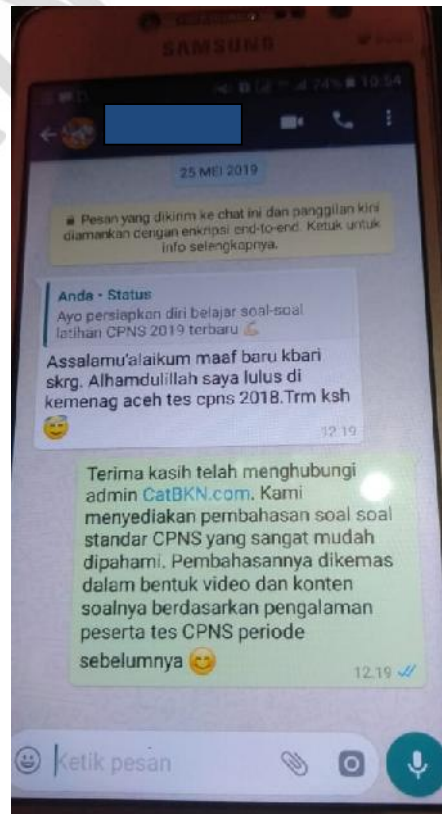 SAMSUNG
24% 10:54
25 MEI 2019
Pesan yang dikirim ke chat ini dan panggilan kini
diamankan dengan enkripsi end-to-end. Ketuk untuk
info selengkapnya.
Anda • Status
Ayo persiapkan diri belajar soal-soal
latihan CPNS 2019 terbaru 💪
Assalamu'alaikum maaf baru kbari
skrg. Alhamdulillah saya lulus di
kemenag aceh tes cpns 2018.Trm ksh
😇
12.19
Terima kasih telah menghubungi
admin CatBKN.com. Kami
menyediakan pembahasan soal soal
standar CPNS yang sangat mudah
dipahami. Pembahasannya dikemas
dalam bentuk video dan konten
soalnya berdasarkan pengalaman
peserta tes CPNS periode
sebelumnya 😊
12.19
Ketik pesan